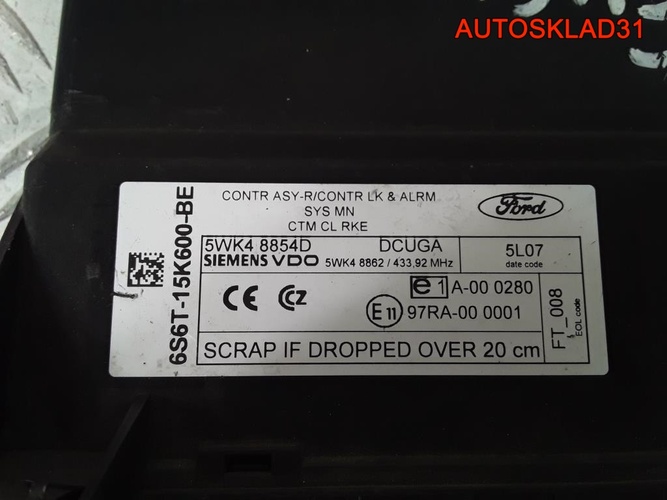 AUTOSKLAD31
CONTR ASY-R/CONTR LK & ALRM
SYS MN
CTM CL RKE
Ford
6S6T-15K600-BE
5WK4 8854D DCUGA
SIEMENS VDO 5WK4 8862 / 433,92 MHz
5L07
date code
CE CZ
e1 A-00 0280
E11 97RA-00 0001
FT_008
EOL code
SCRAP IF DROPPED OVER 20 cm